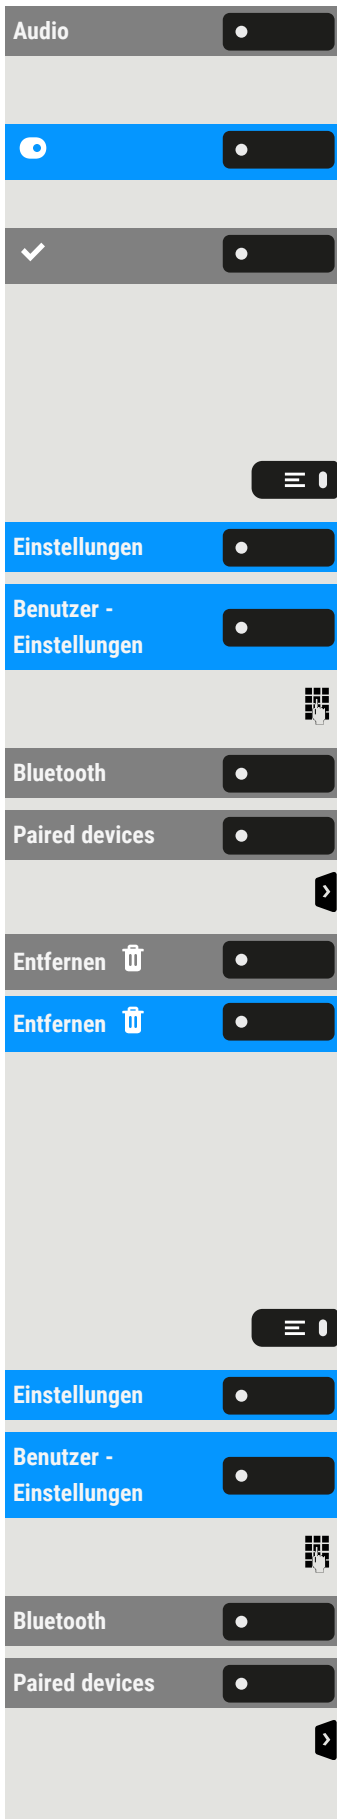 Audio
Einstellungen
Benutzer -
Einstellungen
Bluetooth
Paired devices
Entfernen
Entfernen
Einstellungen
Benutzer -
Einstellungen
Bluetooth
Paired devices